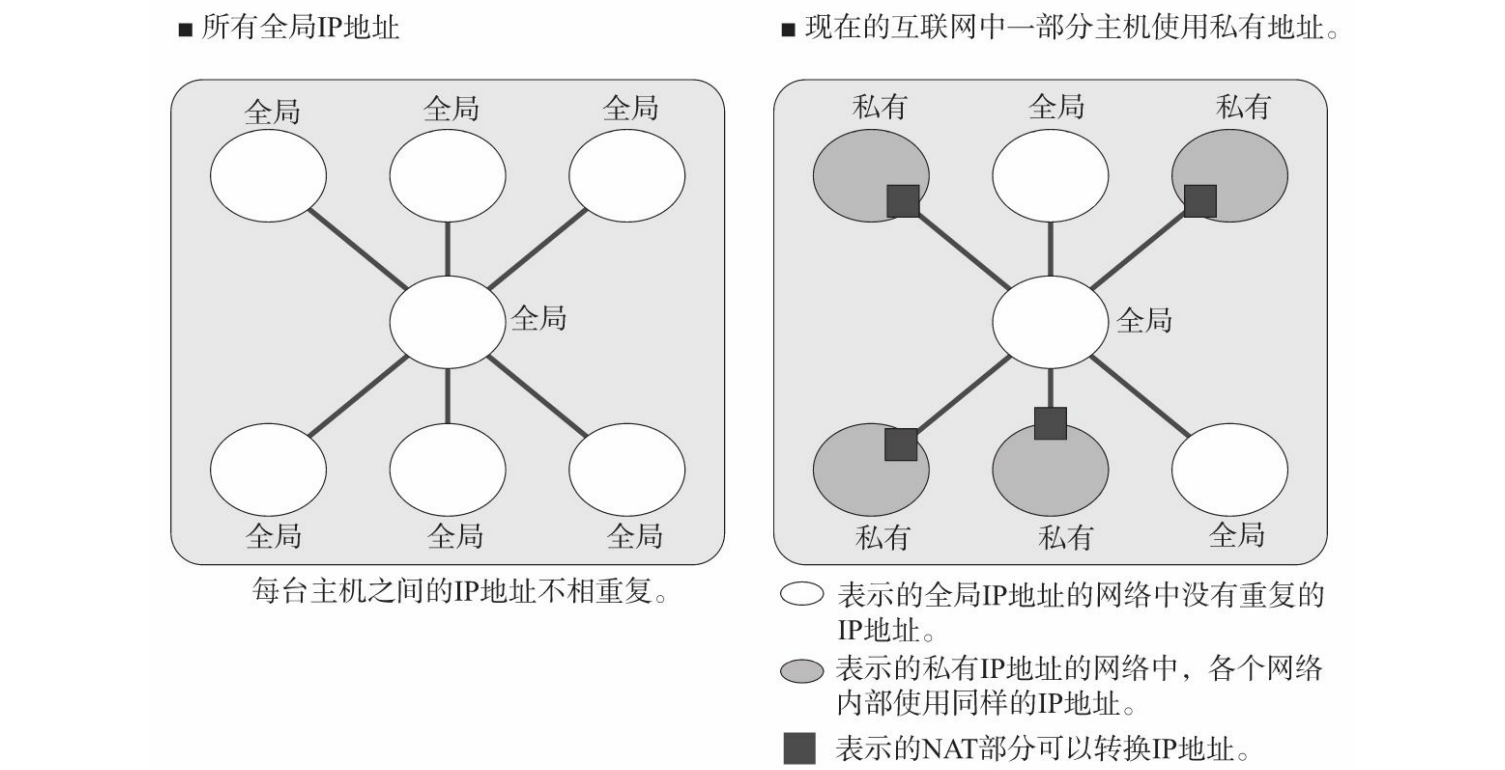 ■ 所有全局IP地址
全局 全局 全局
全局
全局 全局 全局
每台主机之间的IP地址不相重复。
■ 现在的互联网中一部分主机使用私有地址。
私有 全局 私有
全局
私有 私有 全局
表示的全局IP地址的网络中没有重复的
IP地址。
表示的私有IP地址的网络中，各个网络
内部使用同样的IP地址。
表示的NAT部分可以转换IP地址。